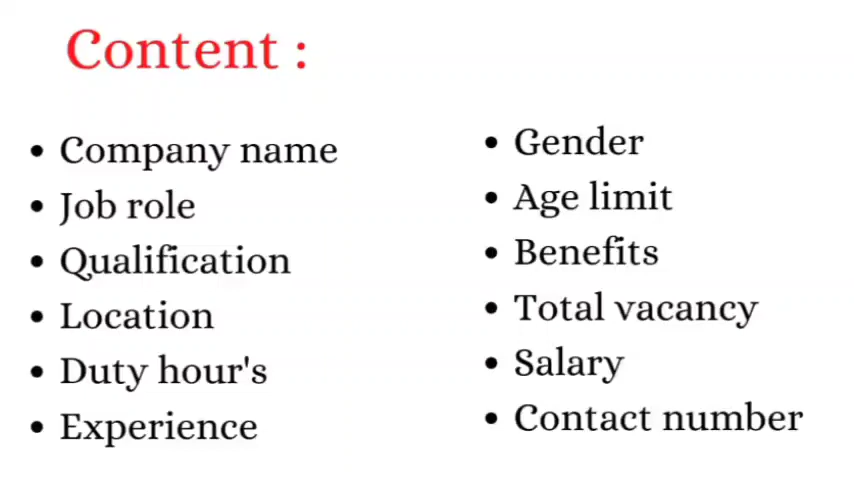 Content :
• Company name
• Job role
• Qualification
• Location
• Duty hour's
• Experience
• Gender
• Age limit
• Benefits
• Total vacancy
• Salary
• Contact number